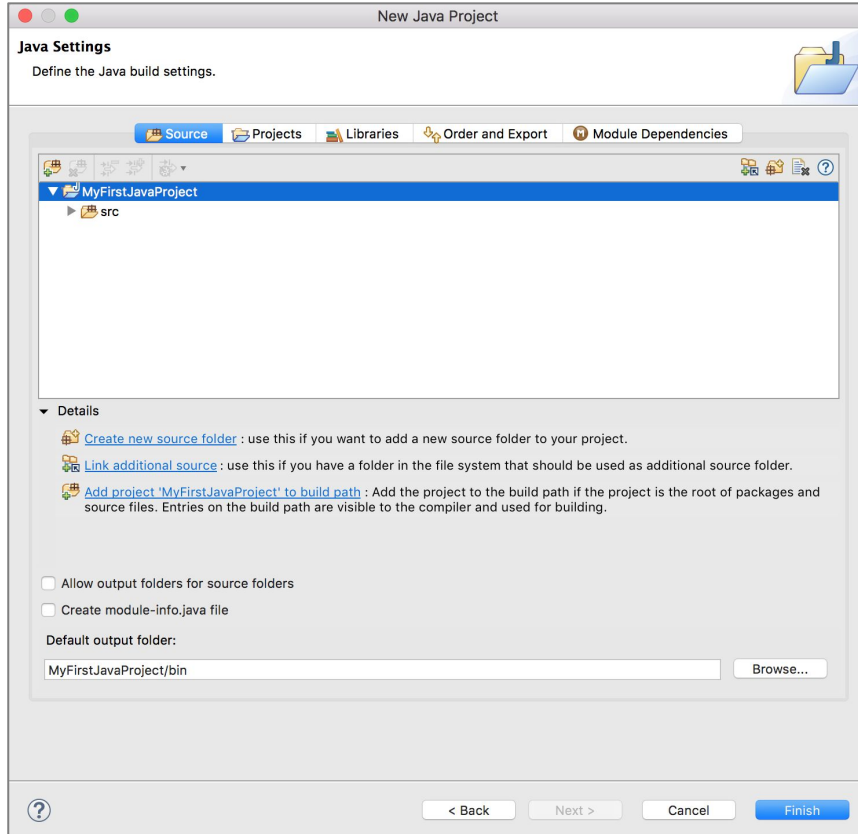 New Java Project
Java Settings
Define the Java build settings.
Source Projects Libraries Order and Export Module Dependencies
MyFirstJavaProject
src
Details
Create new source folder : use this if you want to add a new source folder to your project.
Link additional source : use this if you have a folder in the file system that should be used as additional source folder.
Add project 'MyFirstJavaProject' to build path : Add the project to the build path if the project is the root of packages and
source files. Entries on the build path are visible to the compiler and used for building.
Allow output folders for source folders
Create module-info.java file
Default output folder:
MyFirstJavaProject/bin Browse...
? < Back Next > Cancel Finish